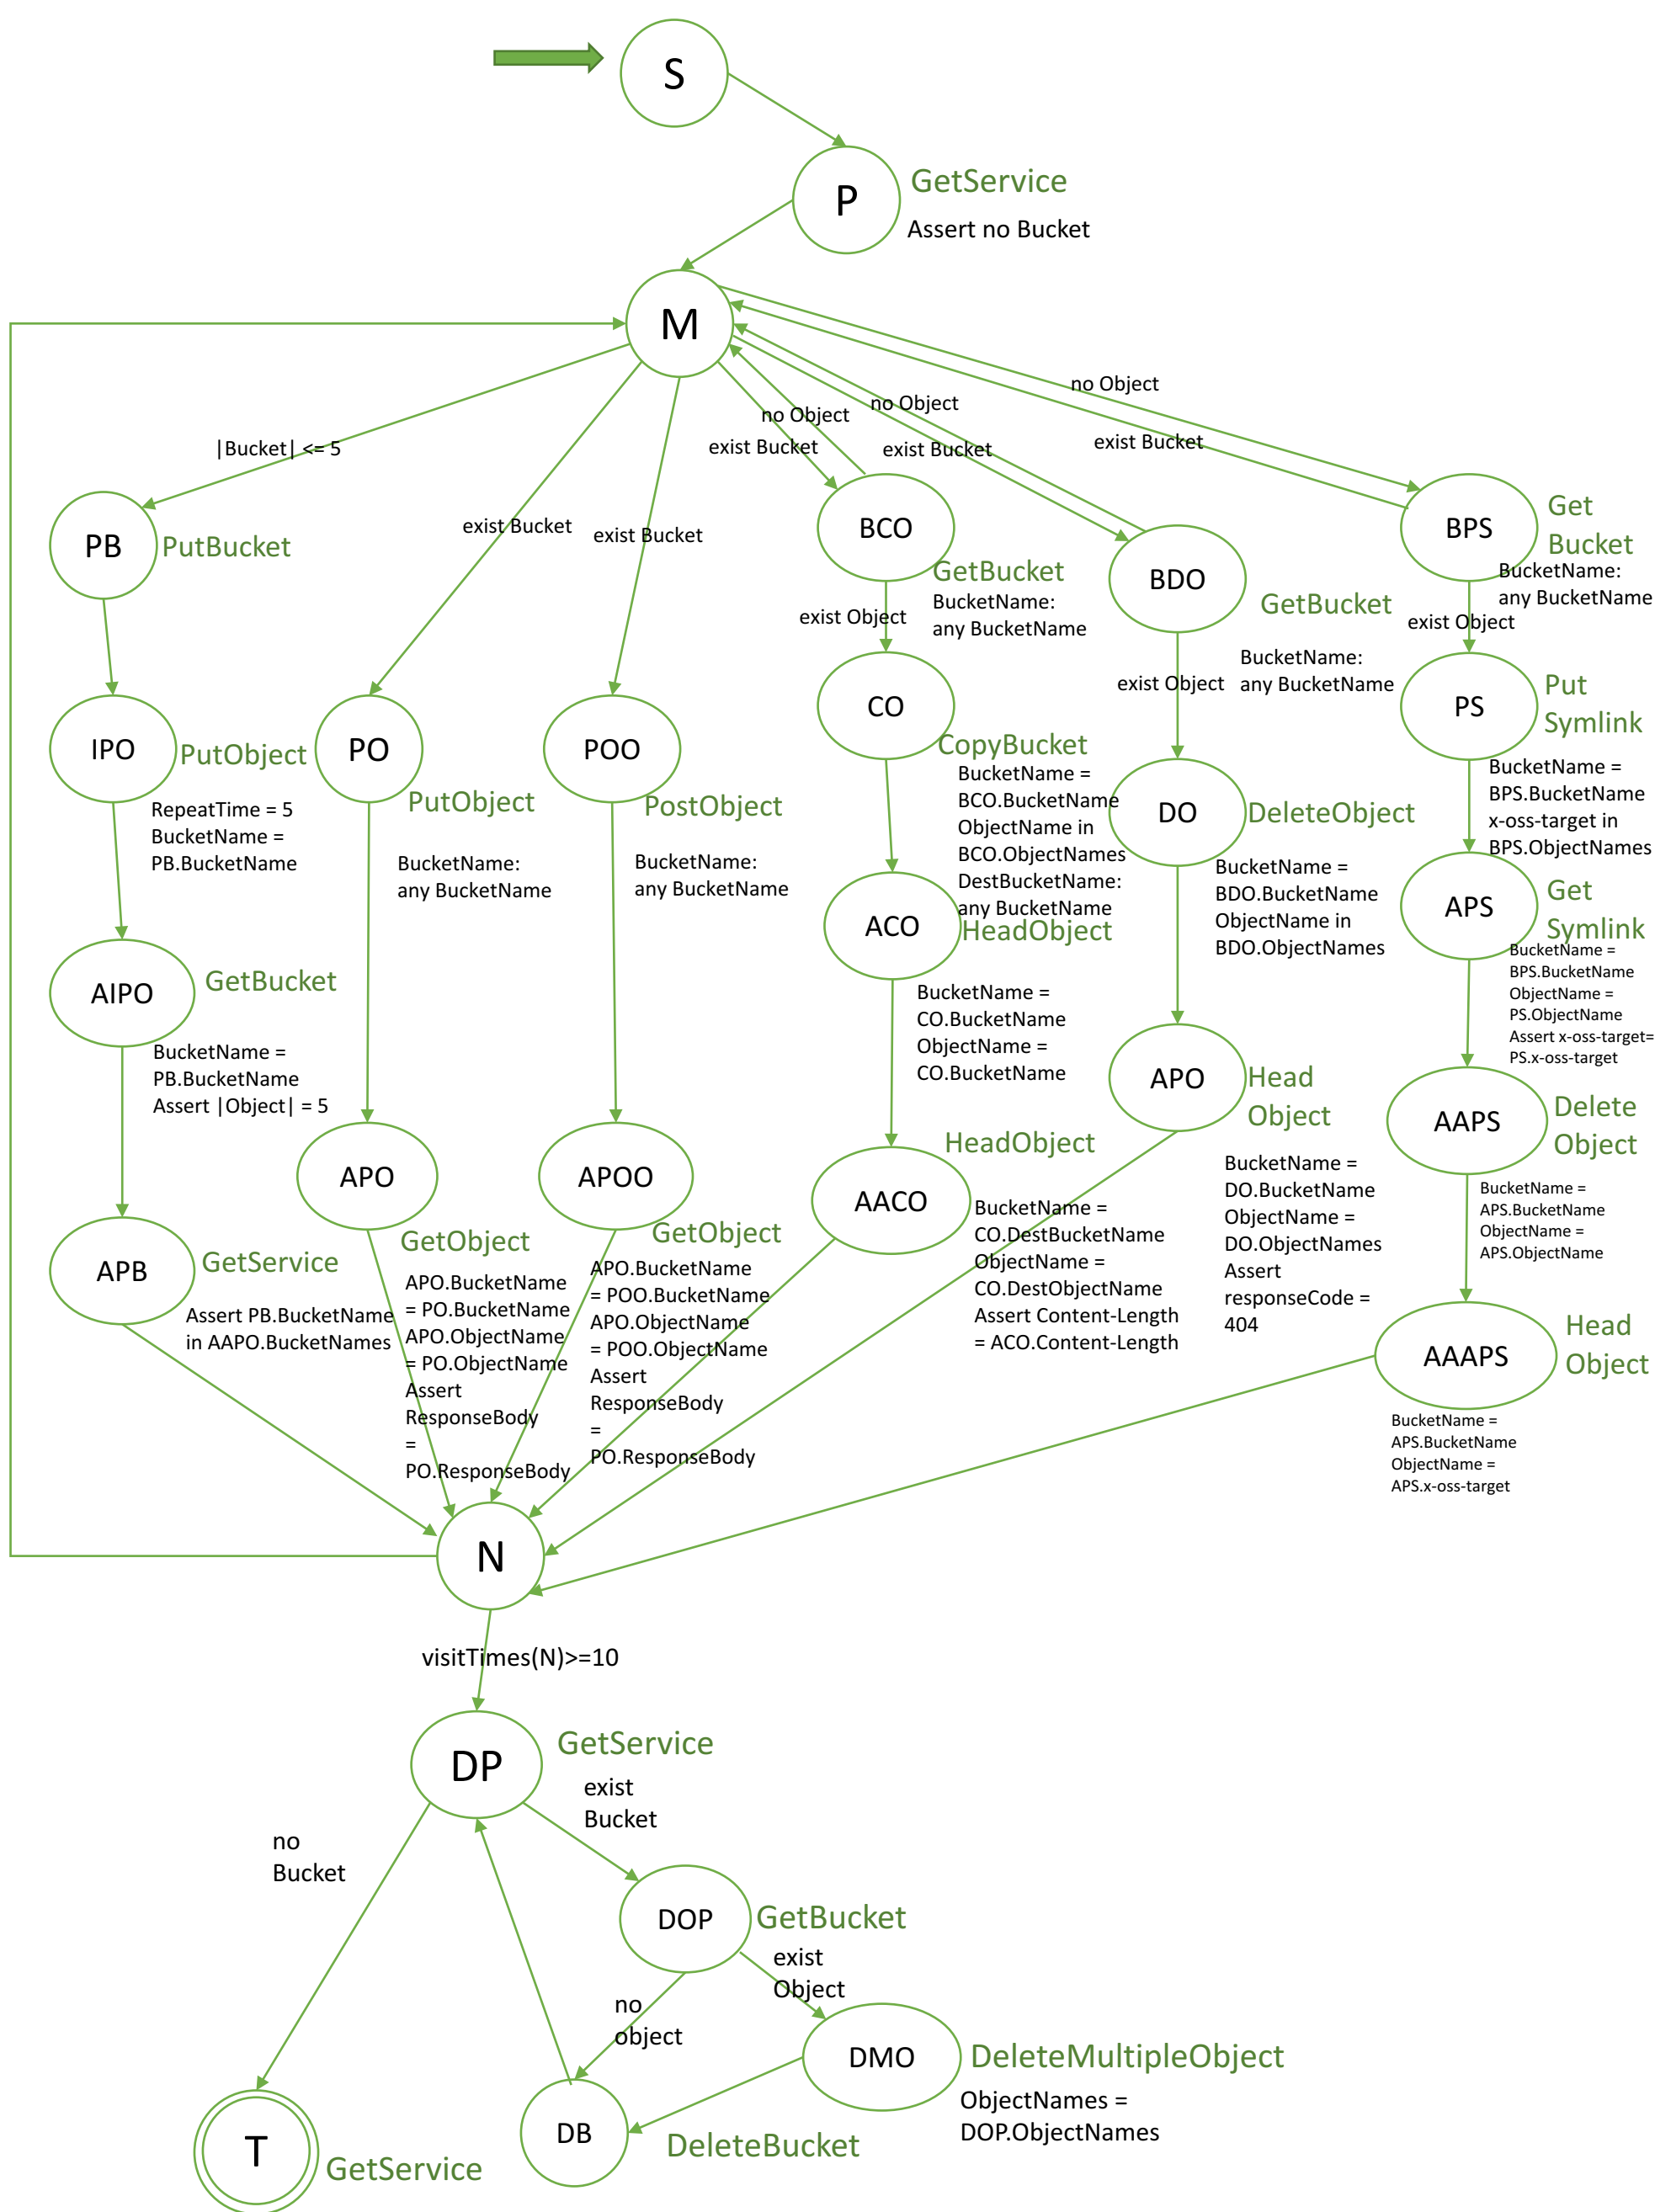 S
P
GetService
Assert no Bucket
M
no Object
no Object
no Object
exist Bucket
exist Bucket
exist Bucket
|Bucket| <= 5
exist Bucket
exist Bucket
PB
PutBucket
BCO
GetBucket
BucketName:
any BucketName
exist Object
BDO
GetBucket
BucketName:
any BucketName
exist Object
BPS
Get
Bucket
BucketName:
any BucketName
exist Object
IPO
PutObject
RepeatTime = 5
BucketName =
PB.BucketName
PO
PutObject
BucketName:
any BucketName
POO
PostObject
BucketName:
any BucketName
CO
CopyBucket
BucketName =
BCO.BucketName
ObjectName in
BCO.ObjectNames
DestBucketName:
any BucketName
DO
DeleteObject
BucketName =
BDO.BucketName
ObjectName in
BDO.ObjectNames
PS
Put
Symlink
BucketName =
BPS.BucketName
x-oss-target in
BPS.ObjectNames
AIPO
GetBucket
BucketName =
PB.BucketName
Assert |Object| = 5
ACO
HeadObject
BucketName =
CO.BucketName
ObjectName =
CO.BucketName
APS
Get
Symlink
BucketName =
BPS.BucketName
ObjectName =
PS.ObjectName
Assert x-oss-target=
PS.x-oss-target
APO
Head
Object
BucketName =
DO.BucketName
ObjectName =
DO.ObjectNames
Assert
responseCode =
404
AAPS
Delete
Object
BucketName =
APS.BucketName
ObjectName =
APS.ObjectName
APB
GetService
Assert PB.BucketName
in AAPO.BucketNames
APO
GetObject
APO.BucketName
= PO.BucketName
APO.ObjectName
= PO.ObjectName
Assert
ResponseBody
=
PO.ResponseBody
APOO
GetObject
APO.BucketName
= POO.BucketName
APO.ObjectName
= POO.ObjectName
Assert
ResponseBody
=
PO.ResponseBody
AACO
HeadObject
BucketName =
CO.DestBucketName
ObjectName =
CO.DestObjectName
Assert Content-Length
= ACO.Content-Length
AAAPS
Head
Object
BucketName =
APS.BucketName
ObjectName =
APS.x-oss-target
N
visitTimes(N)>=10
DP
GetService
exist
Bucket
no
Bucket
DOP
GetBucket
exist
Object
no
object
DMO
DeleteMultipleObject
ObjectNames =
DOP.ObjectNames
DB
DeleteBucket
T
GetService